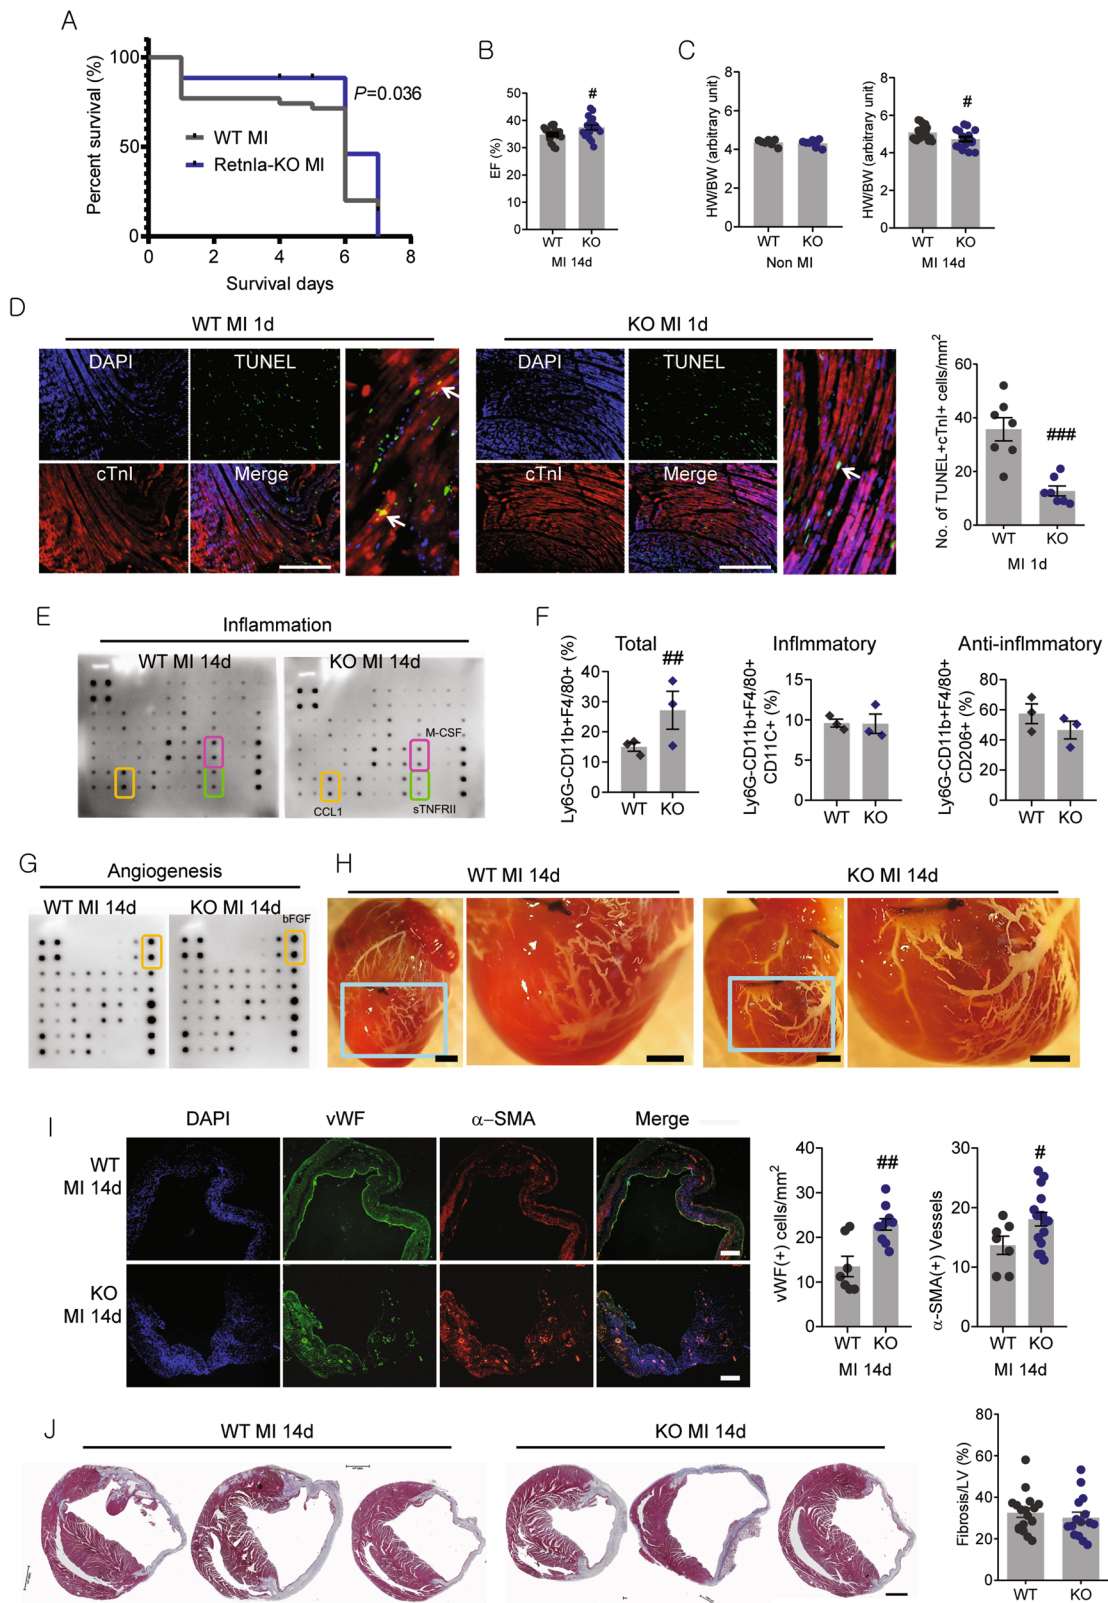 A
Percent survival (%)
100
50
0
0 2 4 6 8
Survival days
P=0.036
WT MI
Retnla-KO MI
B
EF (%)
50
40
30
20
10
0
#
WT KO
MI 14d
C
HW/BW (arbitrary unit)
8
6
4
2
0
WT KO
Non MI
HW/BW (arbitrary unit)
8
6
4
2
0
#
WT KO
MI 14d
D
WT MI 1d
DAPI TUNEL
cTnI Merge
KO MI 1d
DAPI TUNEL
cTnI Merge
No. of TUNEL+cTnI+ cells/mm²
60
40
20
0
###
WT KO
MI 1d
E
Inflammation
WT MI 14d KO MI 14d
M-CSF
CCL1 sTNFRII
F
Total
Ly6G-CD11b+F4/80+ (%)
40
30
20
10
0
##
WT KO
Inflmmatory
Ly6G-CD11b+F4/80+
CD11C+ (%)
15
10
5
0
WT KO
Anti-inflmmatory
Ly6G-CD11b+F4/80+
CD206+ (%)
80
60
40
20
0
WT KO
G
Angiogenesis
WT MI 14d KO MI 14d
bFGF
H
WT MI 14d KO MI 14d
I
DAPI vWF α−SMA Merge
WT
MI 14d
KO
MI 14d
vWF(+) cells/mm²
40
30
20
10
0
##
WT KO
MI 14d
α-SMA(+) Vessels
30
20
10
0
#
WT KO
MI 14d
J
WT MI 14d KO MI 14d
Fibrosis/LV (%)
80
60
40
20
0
WT KO